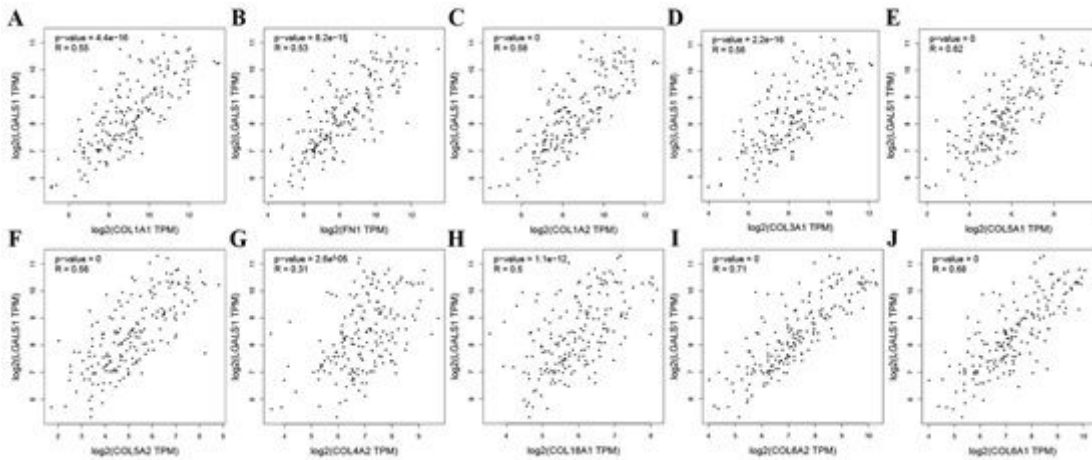 A
p-value = 4.4e-16
R = 0.55
log2(LGALS1 TPM)
log2(COL1A1 TPM)
B
p-value = 8.2e-15
R = 0.53
log2(LGALS1 TPM)
log2(FN1 TPM)
C
p-value = 0
R = 0.58
log2(LGALS1 TPM)
log2(COL1A2 TPM)
D
p-value = 2.2e-16
R = 0.56
log2(LGALS1 TPM)
log2(COL3A1 TPM)
E
p-value = 0
R = 0.62
log2(LGALS1 TPM)
log2(COL5A1 TPM)
F
p-value = 0
R = 0.56
log2(LGALS1 TPM)
log2(COL5A2 TPM)
G
p-value = 2.6e-05
R = 0.31
log2(LGALS1 TPM)
log2(COL4A2 TPM)
H
p-value = 1.1e-12
R = 0.5
log2(LGALS1 TPM)
log2(COL16A1 TPM)
I
p-value = 0
R = 0.71
log2(LGALS1 TPM)
log2(COL6A2 TPM)
J
p-value = 0
R = 0.68
log2(LGALS1 TPM)
log2(COL6A1 TPM)